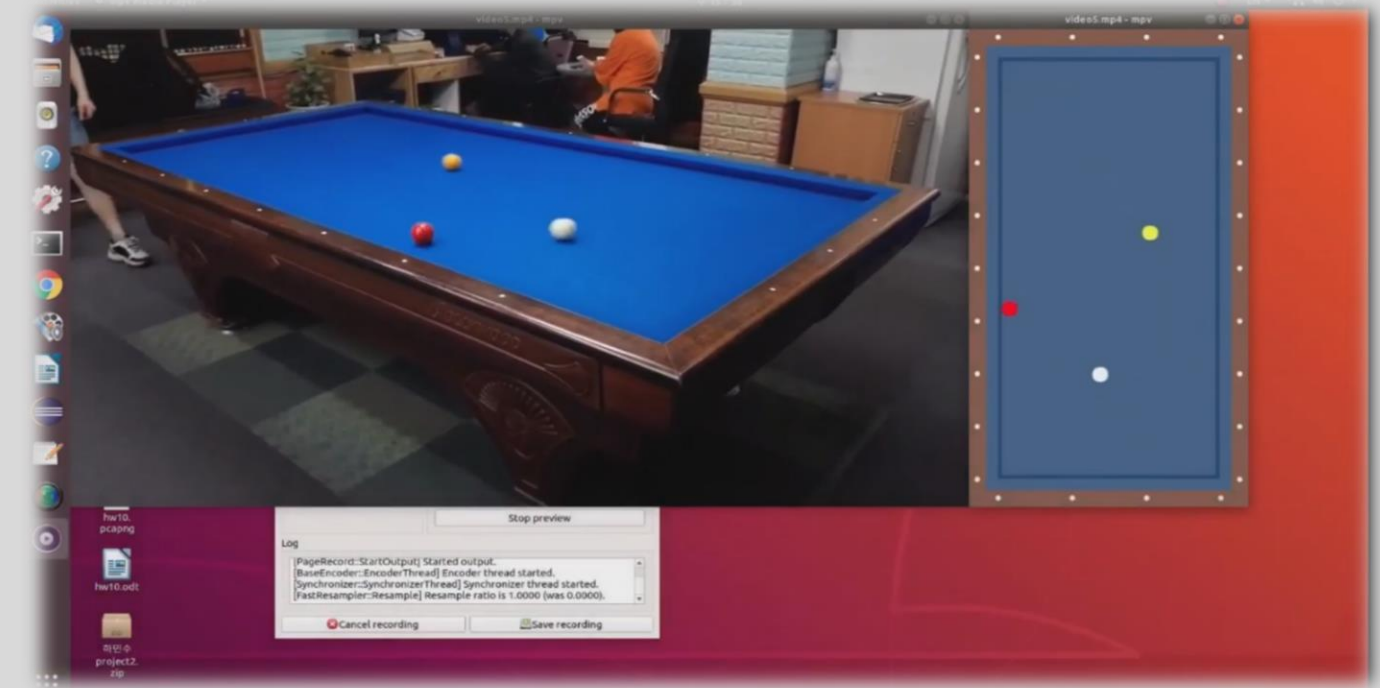 video5.mp4 - mpv
video5.mp4 - mpv
hw10.
pcapng
hw10.odt
하민수
project2.
zip
Stop preview
Log
[PageRecord::StartOutput] Started output.
[BaseEncoder::EncoderThread] Encoder thread started.
[Synchronizer::SynchronizerThread] Synchronizer thread started.
[FastResampler::Resample] Resample ratio is 1.0000 (was 0.0000).
Cancel recording
Save recording